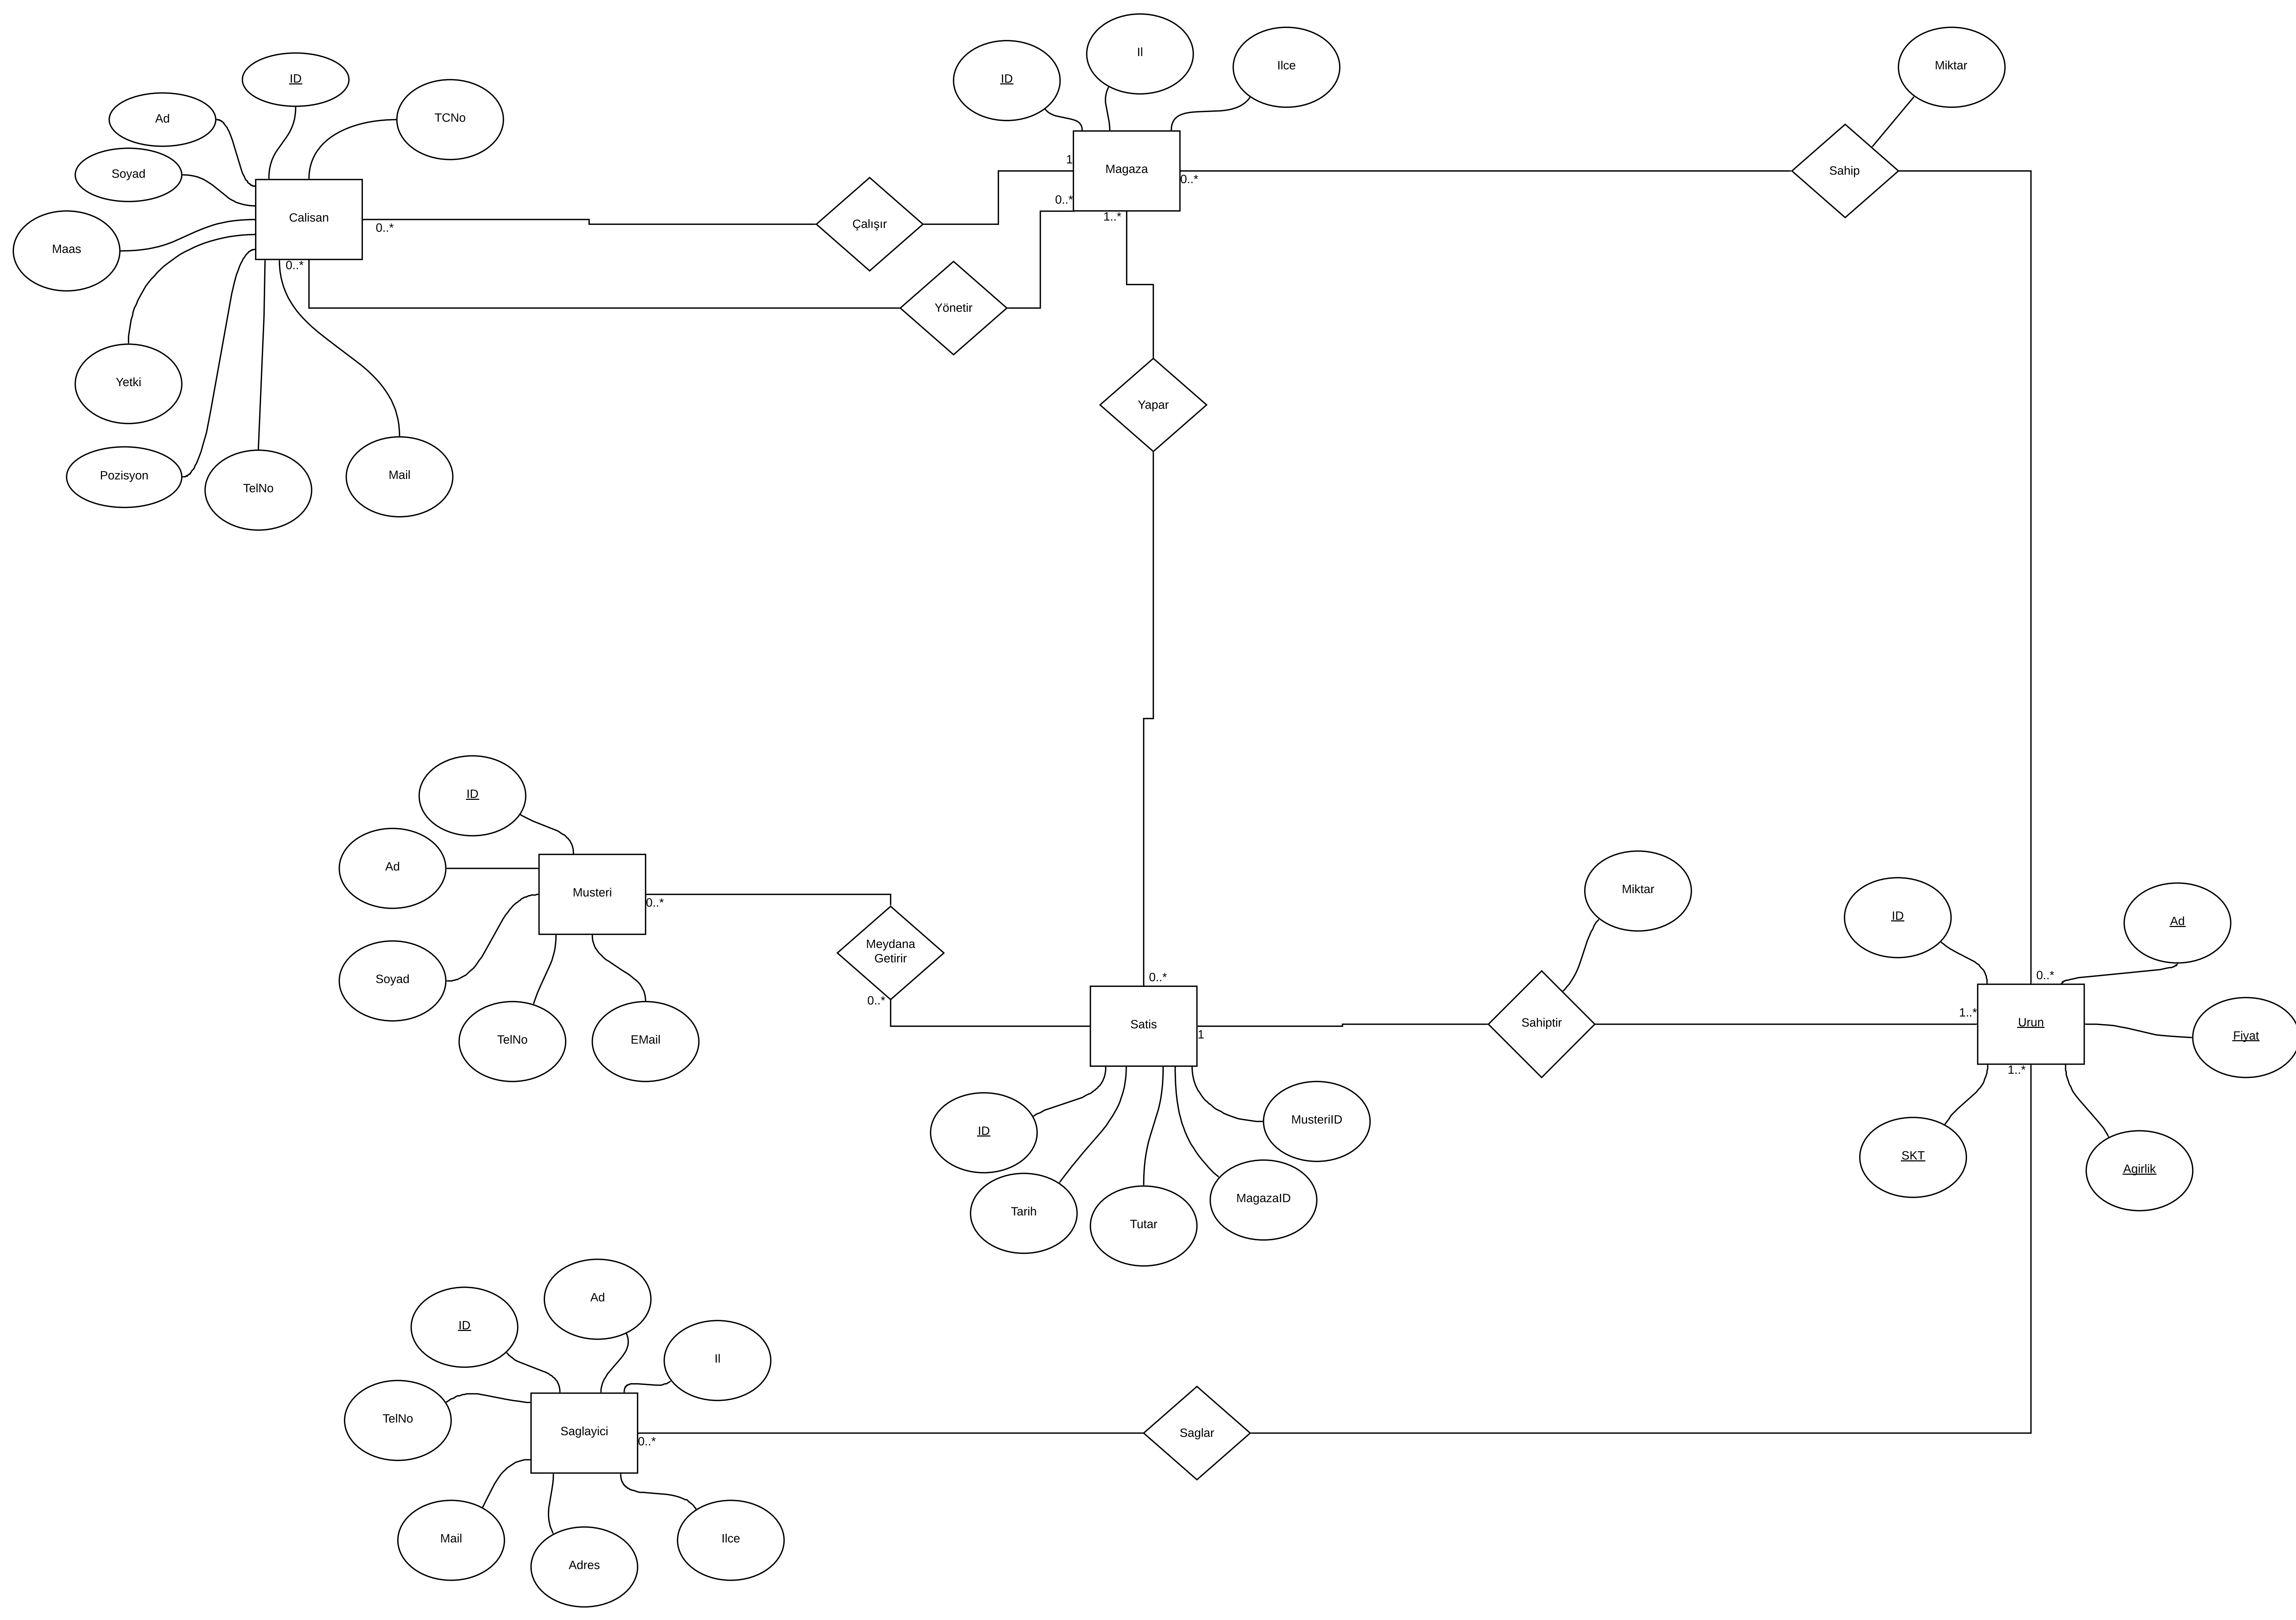 Il
ID
Ilce
Miktar
ID
Ad
TCNo
Soyad
Maas
Calisan
0..*
0..*
Çalışır
1
Magaza
0..*
0..*
1..*
Sahip
Yönetir
Yetki
Yapar
Pozisyon
TelNo
Mail
ID
Ad
Musteri
0..*
Soyad
TelNo
EMail
Meydana
Getirir
0..*
0..*
Satis
1
Sahiptir
Miktar
ID
Ad
0..*
1..*
Urun
Fiyat
1..*
SKT
Agirlik
ID
Tarih
Tutar
MagazaID
MusteriID
Ad
ID
Il
TelNo
Saglayici
0..*
Saglar
Mail
Adres
Ilce